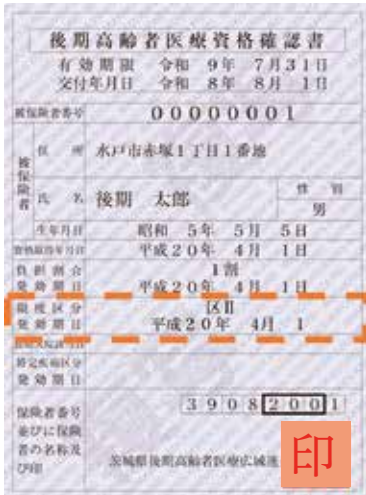 後期高齢者医療資格確認書
有効期限 令和 9年 7月31日
交付年月日 令和 8年 8月 1日
被保険者番号 00000001
被保険者
住所 水戸市赤塚1丁目1番地
氏名 後期 太郎
性別
男
生年月日 昭和 5年 5月 5日
資格取得年月日 平成20年 4月 1日
負担割合 1割
発効期日 平成20年 4月 1日
限度区分 区Ⅱ
発効期日 平成20年 4月 1
特定疾病区分
発効期日
保険者番号 39082001
並びに保険
者の名称及
び印
茨城県後期高齢者医療広域連
印